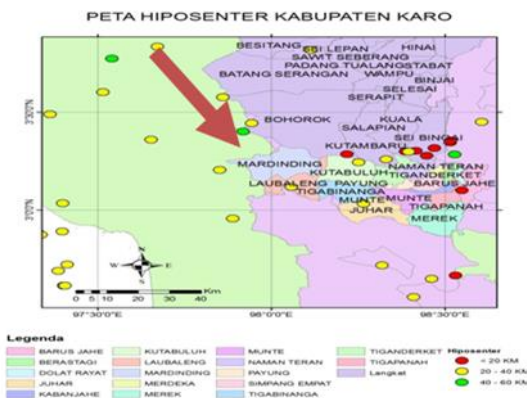 PETA HIPOSENTER KABUPATEN KARO
BESITANG
SEI LEPAN
HINAI
SAWIT SEBERANG
PADANG TUALANG
STABAT
BATANG SERANGAN
WAMPU
BINJAI
SELESAI
SERAPIT
BOHOROK
KUALA
SALAPIAN
SEI BINGAI
KUTAMBARU
MARDINDING
NAMAN TERAN
KUTABULUH
TIGANDERKET
LAUBALENG
PAYUNG
BARUS JAHE
TIGABINANGA
MUNTE
MUNTE
TIGAPANAH
JUHAR
MEREK
3°30'0"E
3°0'0"E
N
W
E
S
0 5 10 20 30 40
Km
97°30'0"E
98°0'0"E
98°30'0"E
Legenda
BARUS JAHE
KUTABULUH
MUNTE
TIGANDERKET
Hiposenter
BERASTAGI
LAUBALENG
NAMAN TERAN
TIGAPANAH
< 20 KM
DOLAT RAYAT
MARDINDING
PAYUNG
Langkat
20 - 40 KM
JUHAR
MERDEKA
SIMPANG EMPAT
40 - 60 KM
KABANJAHE
MEREK
TIGABINANGA